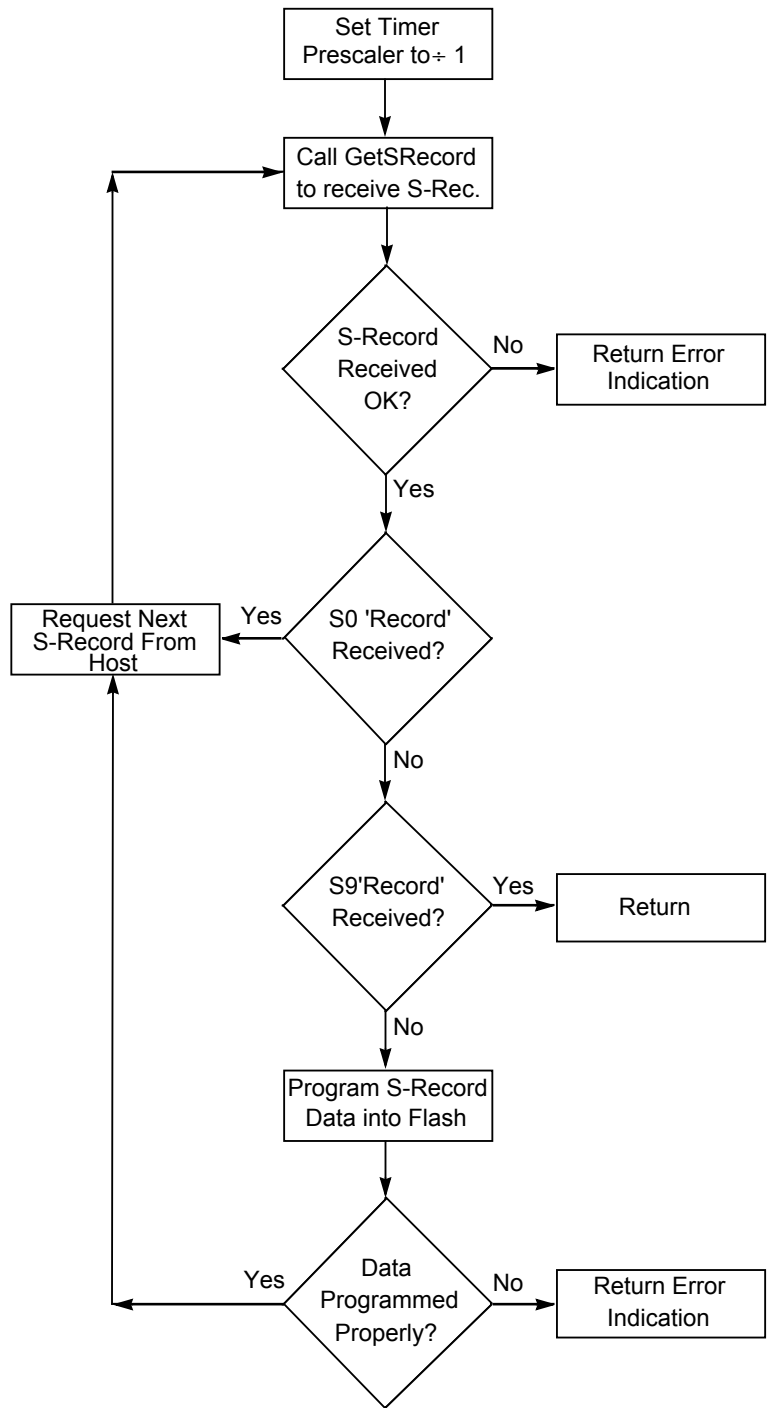 Set Timer
Prescaler to÷ 1
Call GetSRecord
to receive S-Rec.
S-Record
Received
OK?
No
Return Error
Indication
Yes
Request Next
S-Record From
Host
Yes
S0 'Record'
Received?
No
S9'Record'
Received?
Yes
Return
No
Program S-Record
Data into Flash
Yes
Data
Programmed
Properly?
No
Return Error
Indication